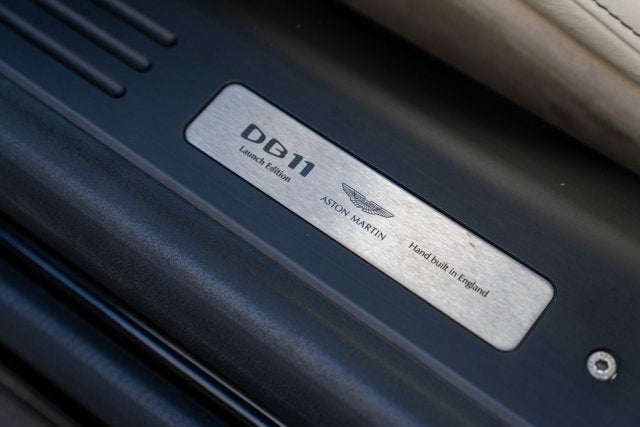 DB11
Launch Edition
ASTON MARTIN
Hand built in England